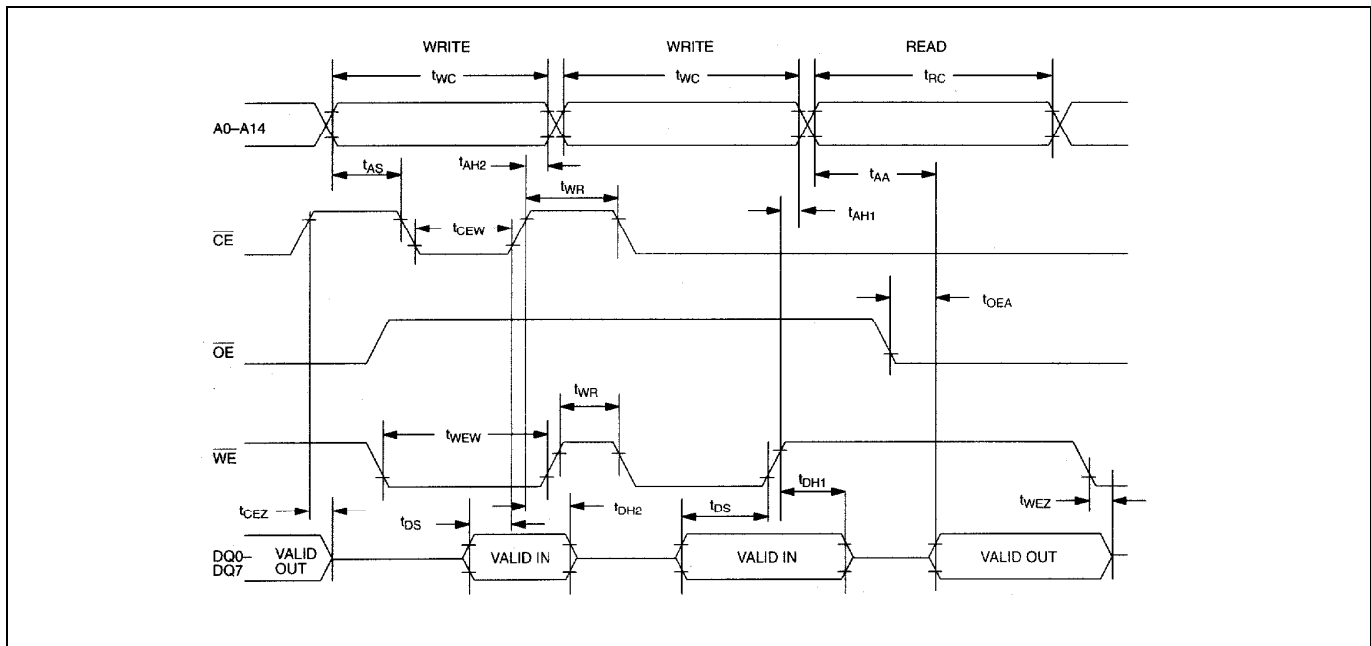 WRITE WRITE READ
tWC tWC tRC
A0–A14
tAS tAH2 tWR tAA
tAH1
CE tCEW
tOEA
OE
tWR
tWEW
WE
tCEZ tDS tDH2 tDS tDH1 tWEZ
DQ0–DQ7 VALID OUT VALID IN VALID IN VALID OUT